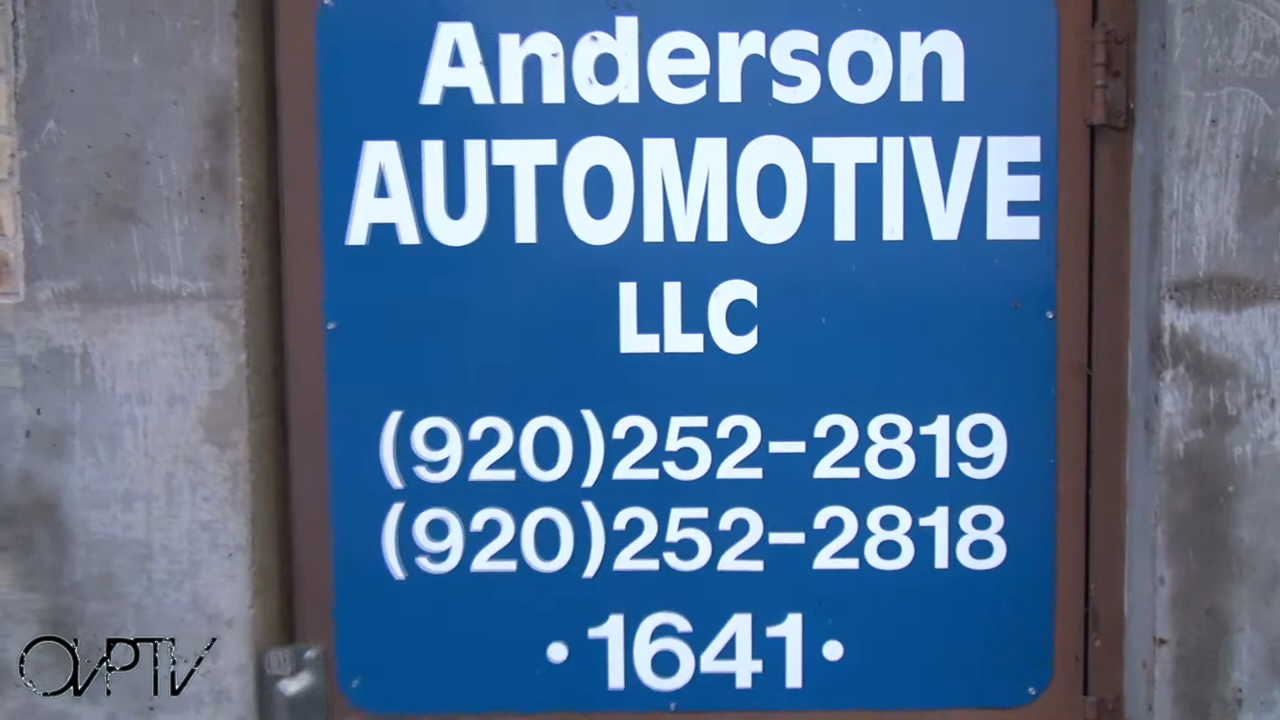 Anderson
AUTOMOTIVE
LLC
(920)252-2819
(920)252-2818
·1641·
OVPTV